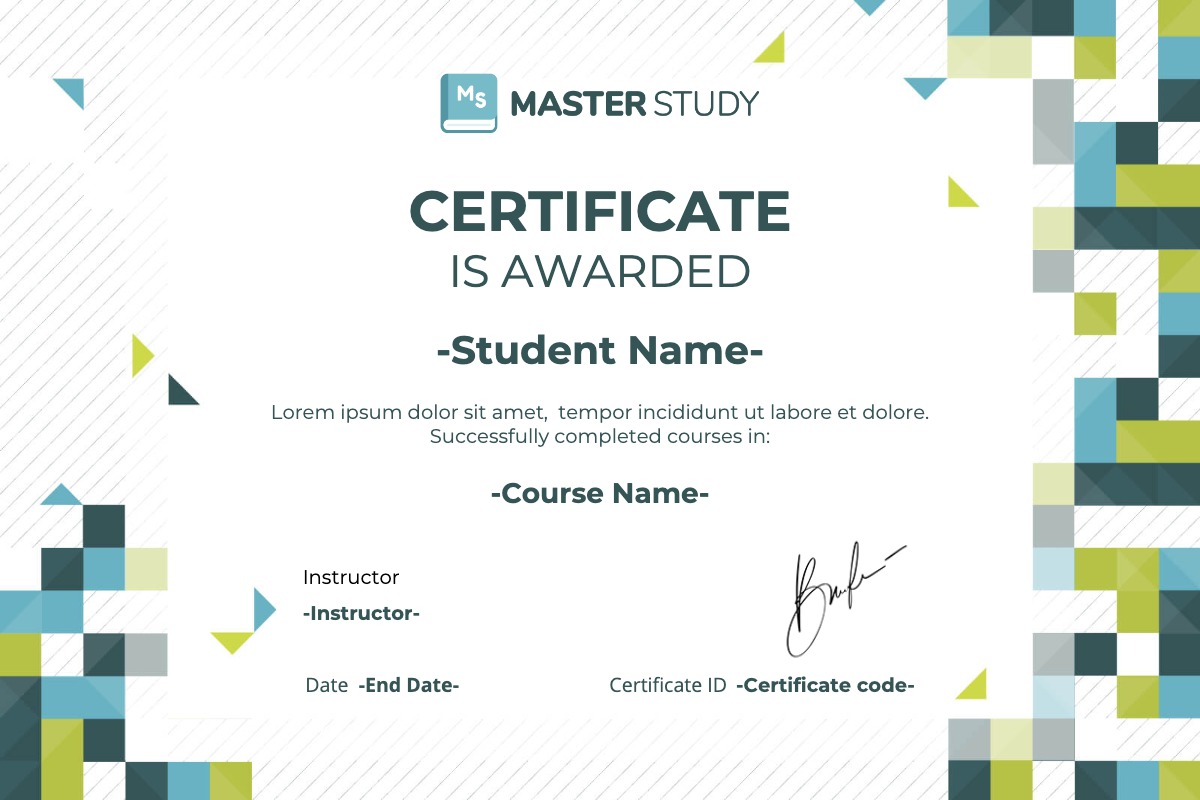 MS MASTER STUDY
CERTIFICATE
IS AWARDED
-Student Name-
Lorem ipsum dolor sit amet,  tempor incididunt ut labore et dolore.
Successfully completed courses in:
-Course Name-
Instructor
-Instructor-
Date -End Date-
Certificate ID -Certificate code-